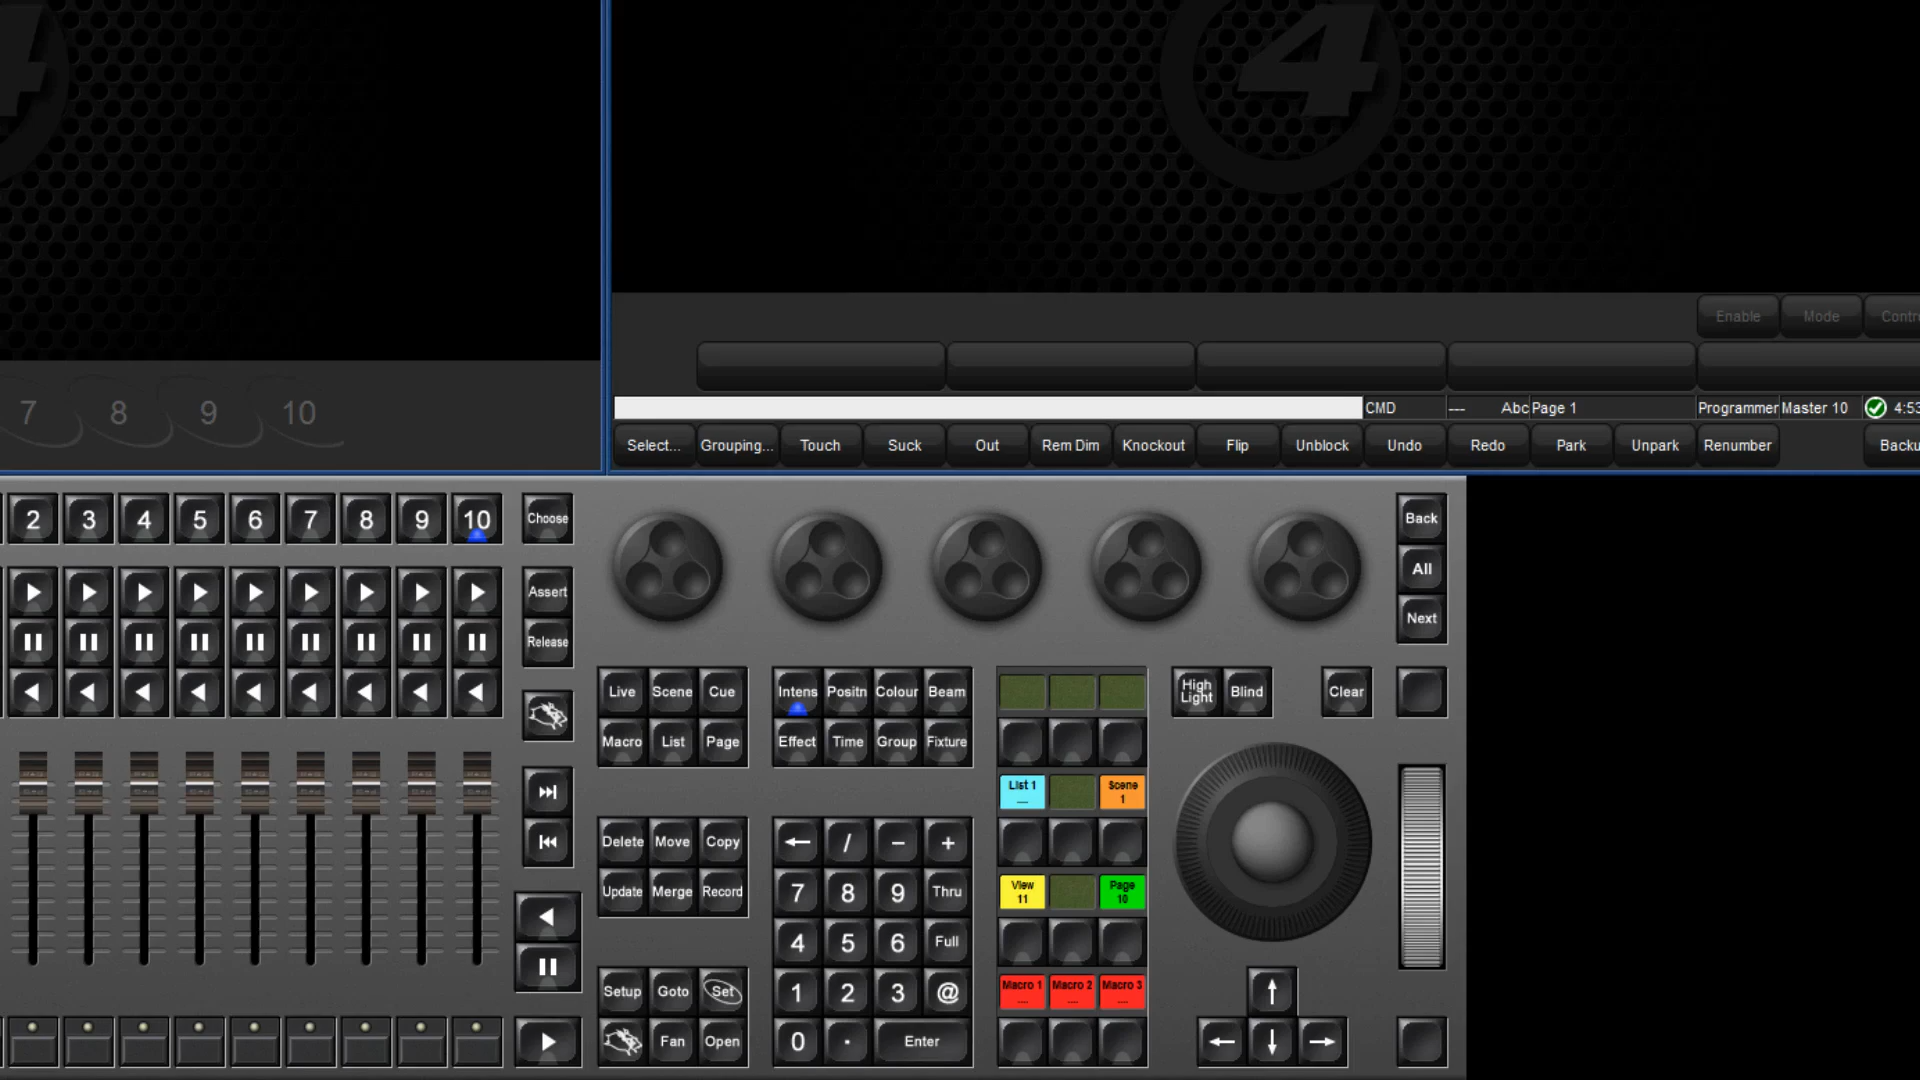 4
4
Enable Mode Contr
CMD --- Abc Page 1 Programmer Master 10 4:53
7 8 9 10
Select... Grouping... Touch Suck Out Rem Dim Knockout Flip Unblock Undo Redo Park Unpark Renumber Backu
2 3 4 5 6 7 8 9 10 Choose Back
All
Assert
Next
Release
Live Scene Cue Intens Positn Colour Beam High Light Blind Clear
Macro List Page Effect Time Group Fixture
List 1 Scene
--- 1
Delete Move Copy / - +
Update Merge Record 7 8 9 Thru View 11 Page 10
4 5 6 Full
Setup Goto Set 1 2 3 @ Macro 1 Macro 2 Macro 3
.... .... ....
Fan Open 0 . Enter